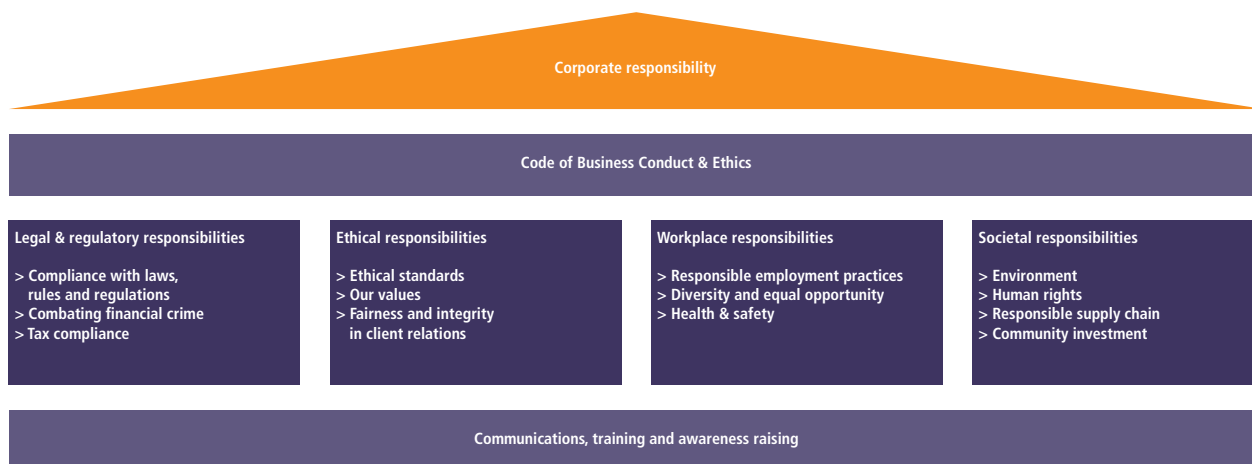 Corporate responsibility
Code of Business Conduct & Ethics
Legal & regulatory responsibilities
> Compliance with laws,
rules and regulations
> Combating financial crime
> Tax compliance
Ethical responsibilities
> Ethical standards
> Our values
> Fairness and integrity
in client relations
Workplace responsibilities
> Responsible employment practices
> Diversity and equal opportunity
> Health & safety
Societal responsibilities
> Environment
> Human rights
> Responsible supply chain
> Community investment
Communications, training and awareness raising